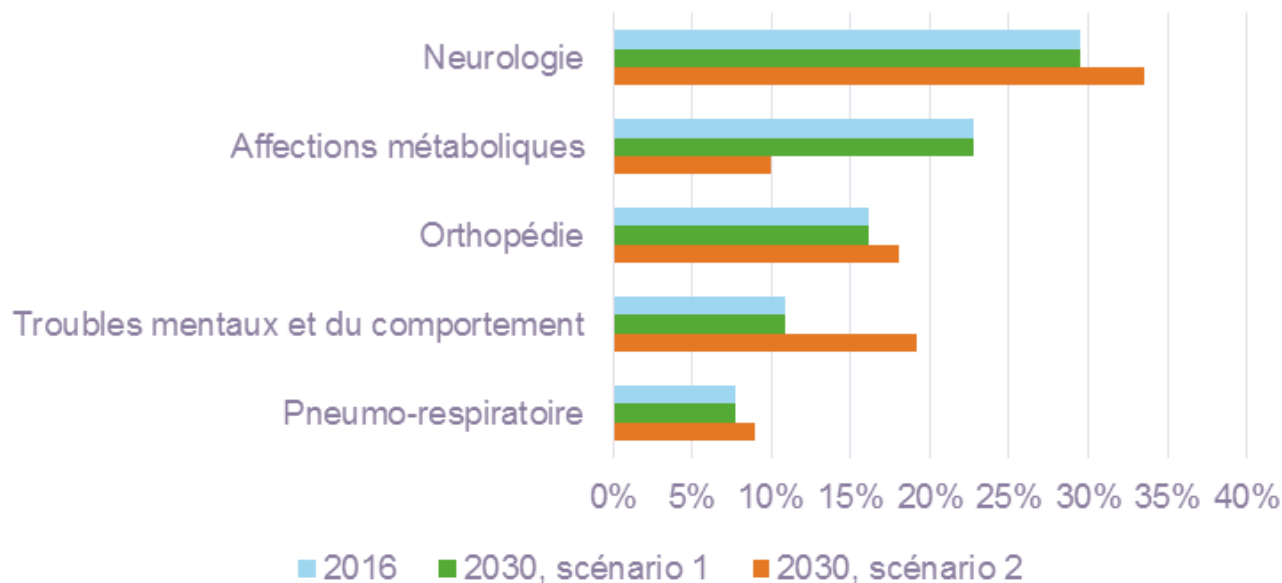 Neurologie
Affections métaboliques
Orthopédie
Troubles mentaux et du comportement
Pneumo-respiratoire
0% 5% 10% 15% 20% 25% 30% 35% 40%
2016 2030, scénario 1 2030, scénario 2